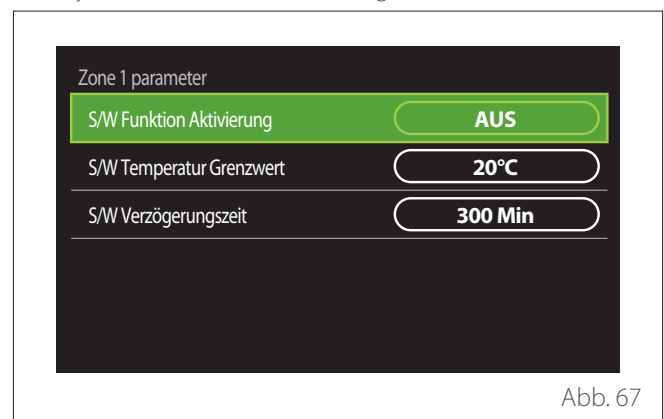 Zone 1 parameter
S/W Funktion Aktivierung AUS
S/W Temperatur Grenzwert 20°C
S/W Verzögerungszeit 300 Min
Abb. 67